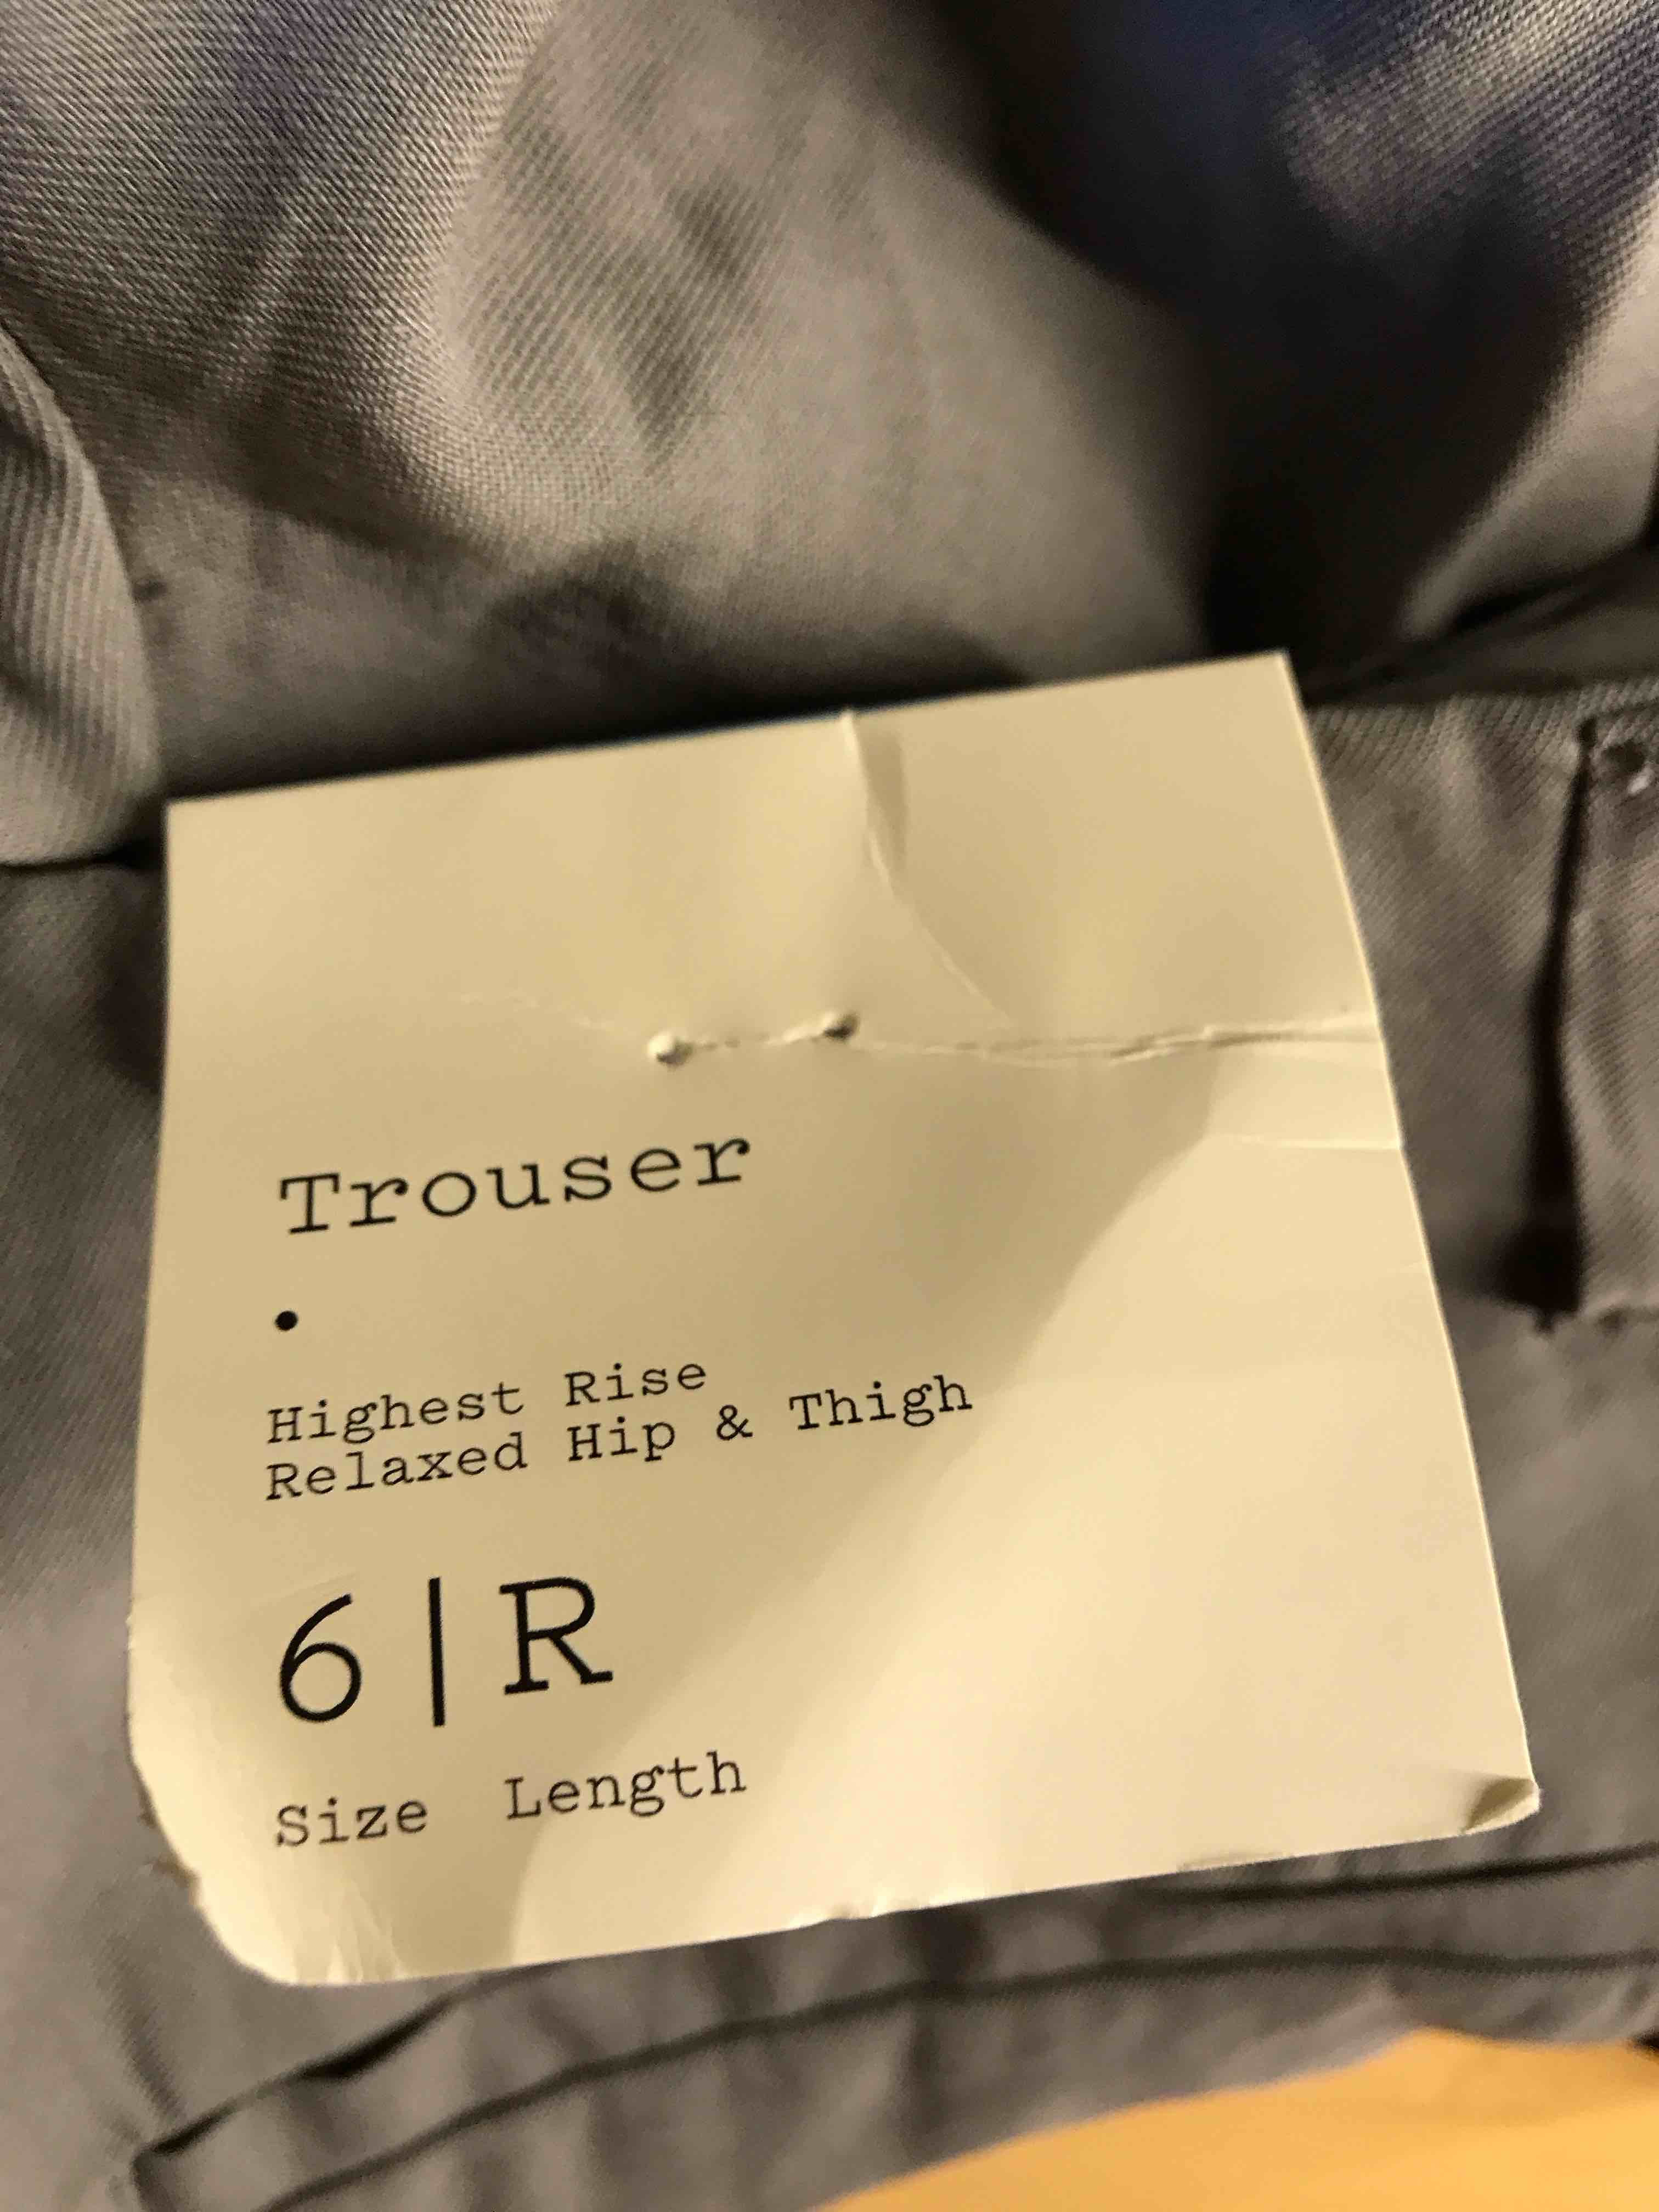 Trouser
•
Highest Rise
Relaxed Hip & Thigh
6|R
Size Length